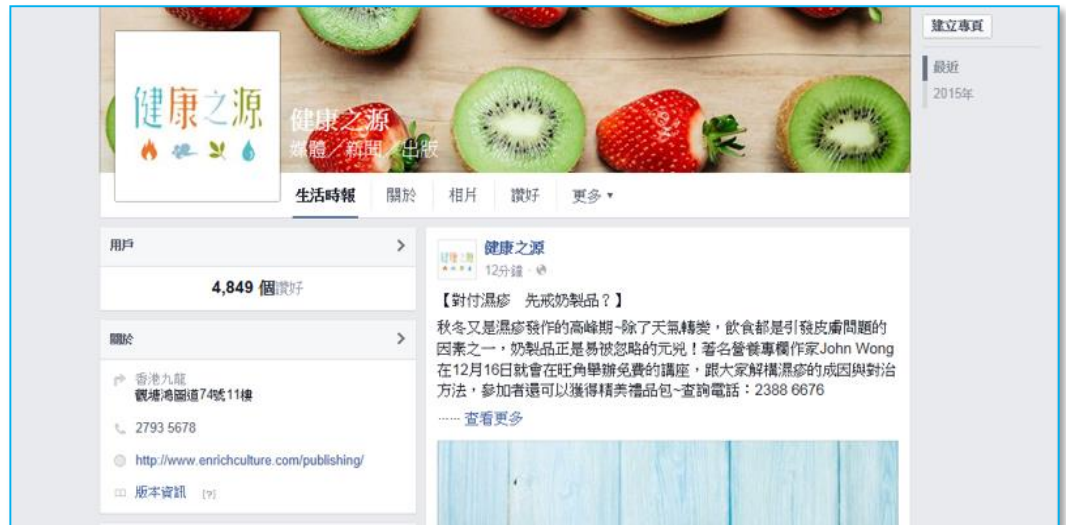 建立專頁
最近
2015年
健康之源
健康之源
媒體／新聞／出版
生活時報 關於 相片 讚好 更多
用戶
4,849 個讚好
關於
香港九龍
觀塘鴻圖道74號11樓
2793 5678
http://www.enrichculture.com/publishing/
版本資訊 [?]
健康之源
健康之源
12分鐘
【對付濕疹 先戒奶製品？】
秋冬又是濕疹發作的高峰期~除了天氣轉變，飲食都是引發皮膚問題的
因素之一，奶製品正是易被忽略的元兇！著名營養專欄作家John Wong
在12月16日就會在旺角舉辦免費的講座，跟大家解構濕疹的成因與對治
方法，參加者還可以獲得精美禮品包~查詢電話：2388 6676
...... 查看更多